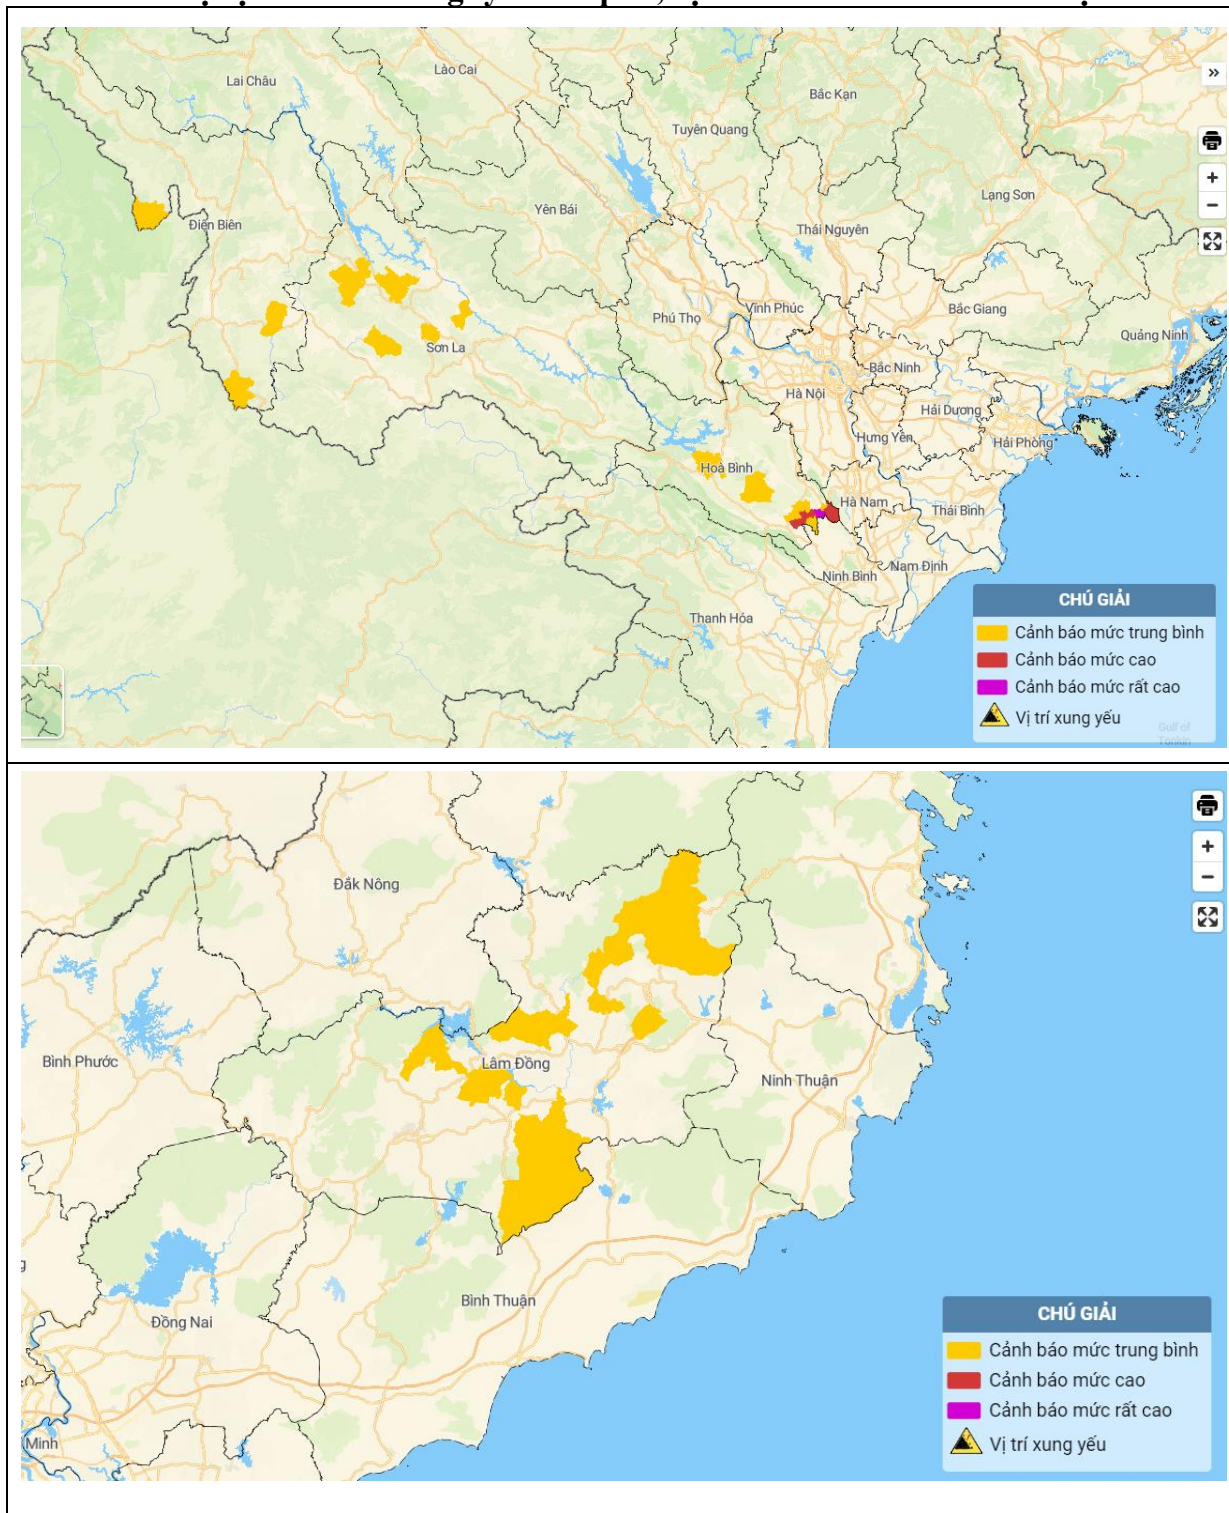 Lào Cai
Lai Châu
Bắc Kạn
»
Tuyên Quang
Lạng Sơn
+
−
Yên Bái
Điện Biên
Thái Nguyên
Vĩnh Phúc
Bắc Giang
Phú Thọ
Quảng Ninh
Sơn La
Bắc Ninh
Hà Nội
Hải Dương
Hưng Yên
Hải Phòng
Hoà Bình
Hà Nam
Thái Bình
Nam Định
Ninh Bình
Thanh Hóa
CHÚ GIẢI
Cảnh báo mức trung bình
Cảnh báo mức cao
Cảnh báo mức rất cao
Vị trí xung yếu
Gulf of
Tonkin
+
−
Đắk Nông
Bình Phước
Lâm Đồng
Ninh Thuận
Bình Thuận
Đồng Nai
Minh
CHÚ GIẢI
Cảnh báo mức trung bình
Cảnh báo mức cao
Cảnh báo mức rất cao
Vị trí xung yếu